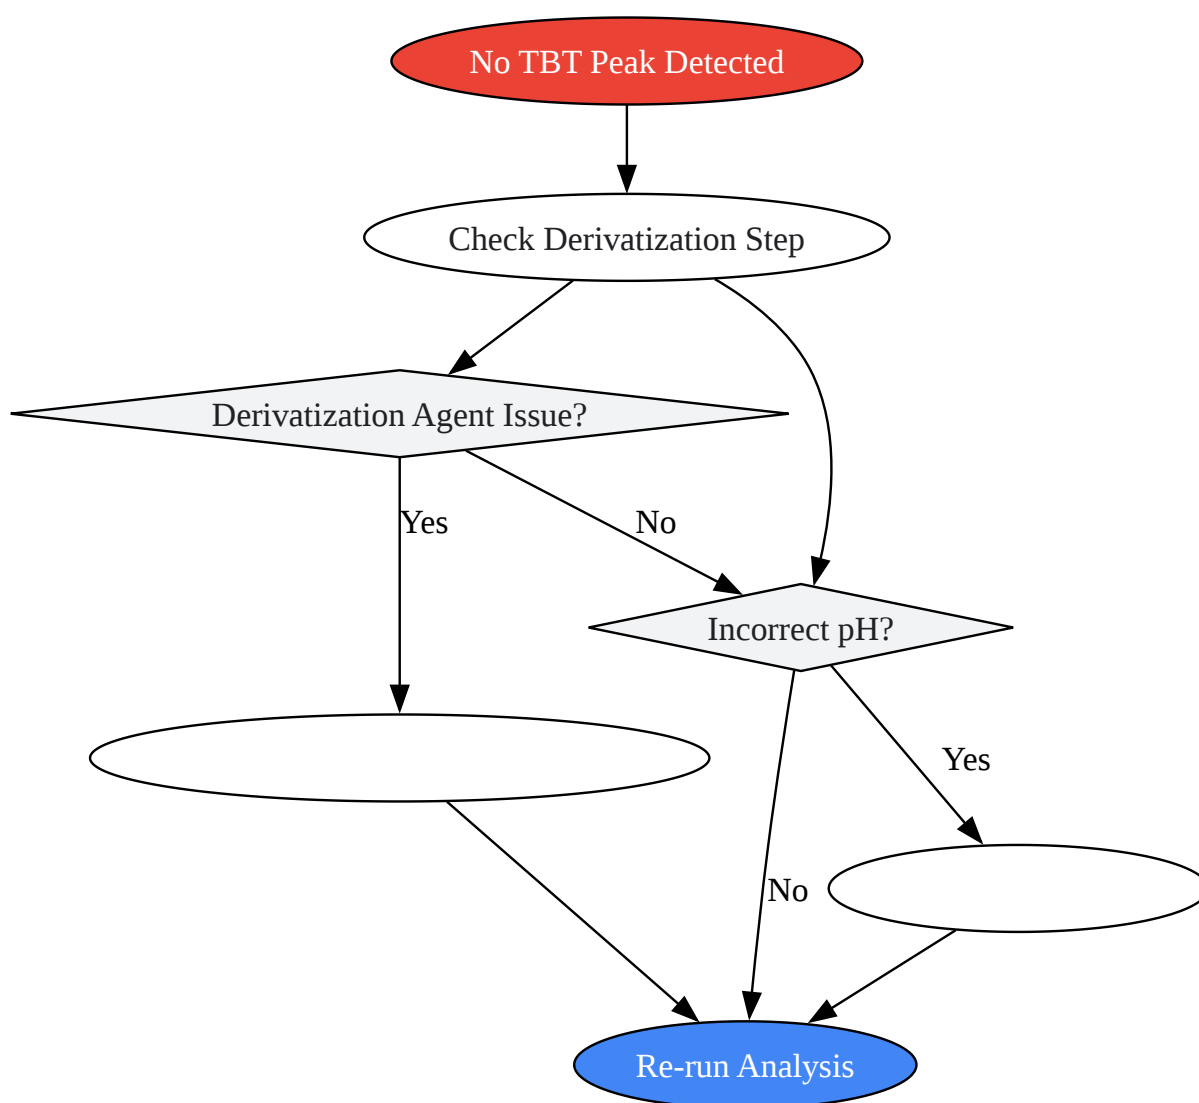 No TBT Peak Detected
Check Derivatization Step
Derivatization Agent Issue?
Yes
No
Incorrect pH?
Yes
No
Re-run Analysis